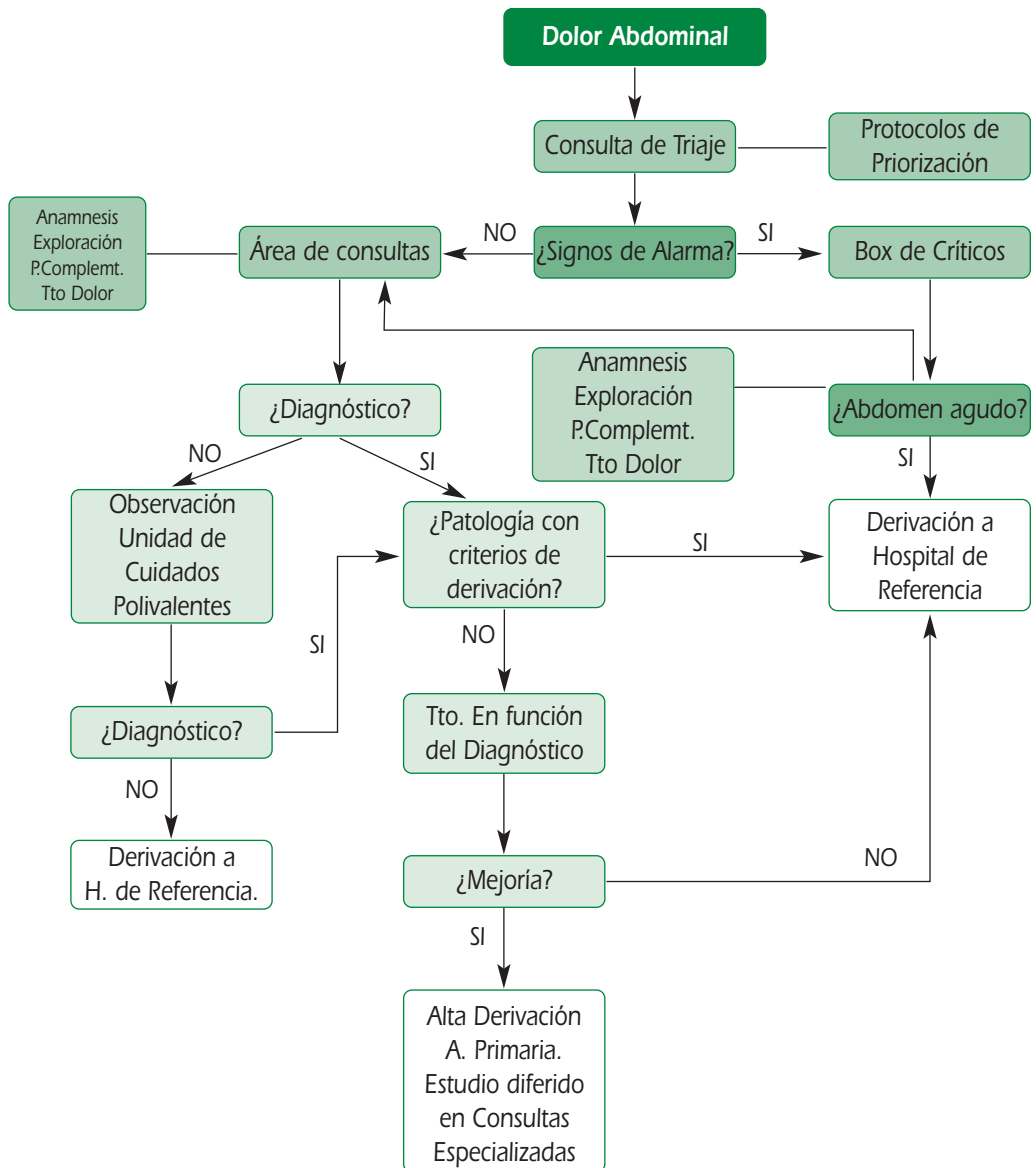 Dolor Abdominal
Consulta de Triaje
Protocolos de
Priorización
Anamnesis
Exploración
P.Complemt.
Tto Dolor
Área de consultas
NO
¿Signos de Alarma?
SI
Box de Críticos
Anamnesis
Exploración
P.Complemt.
Tto Dolor
¿Abdomen agudo?
¿Diagnóstico?
NO
SI
SI
Observación
Unidad de
Cuidados
Polivalentes
¿Patología con
criterios de
derivación?
SI
Derivación a
Hospital de
Referencia
SI
NO
¿Diagnóstico?
Tto. En función
del Diagnóstico
NO
Derivación a
H. de Referencia.
¿Mejoría?
NO
SI
Alta Derivación
A. Primaria.
Estudio diferido
en Consultas
Especializadas